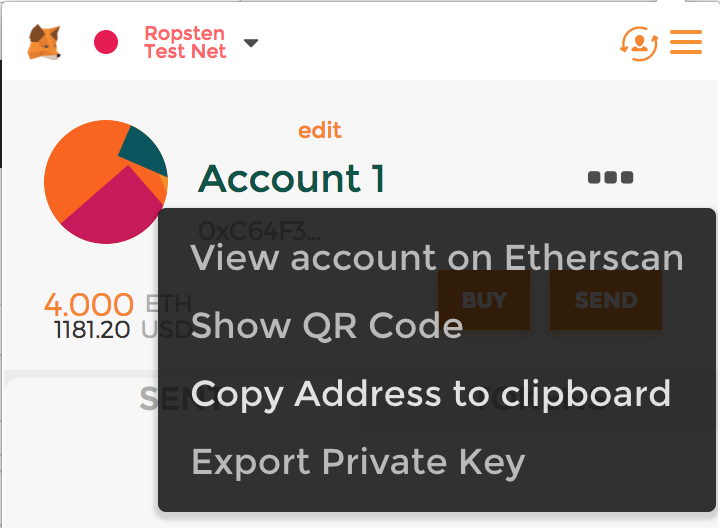 Ropsten
Test Net
edit
Account 1
0xC64F3...
4.000 ETH
1181.20 USD
BUY
SEND
SENT
TOKENS
View account on Etherscan
Show QR Code
Copy Address to clipboard
Export Private Key